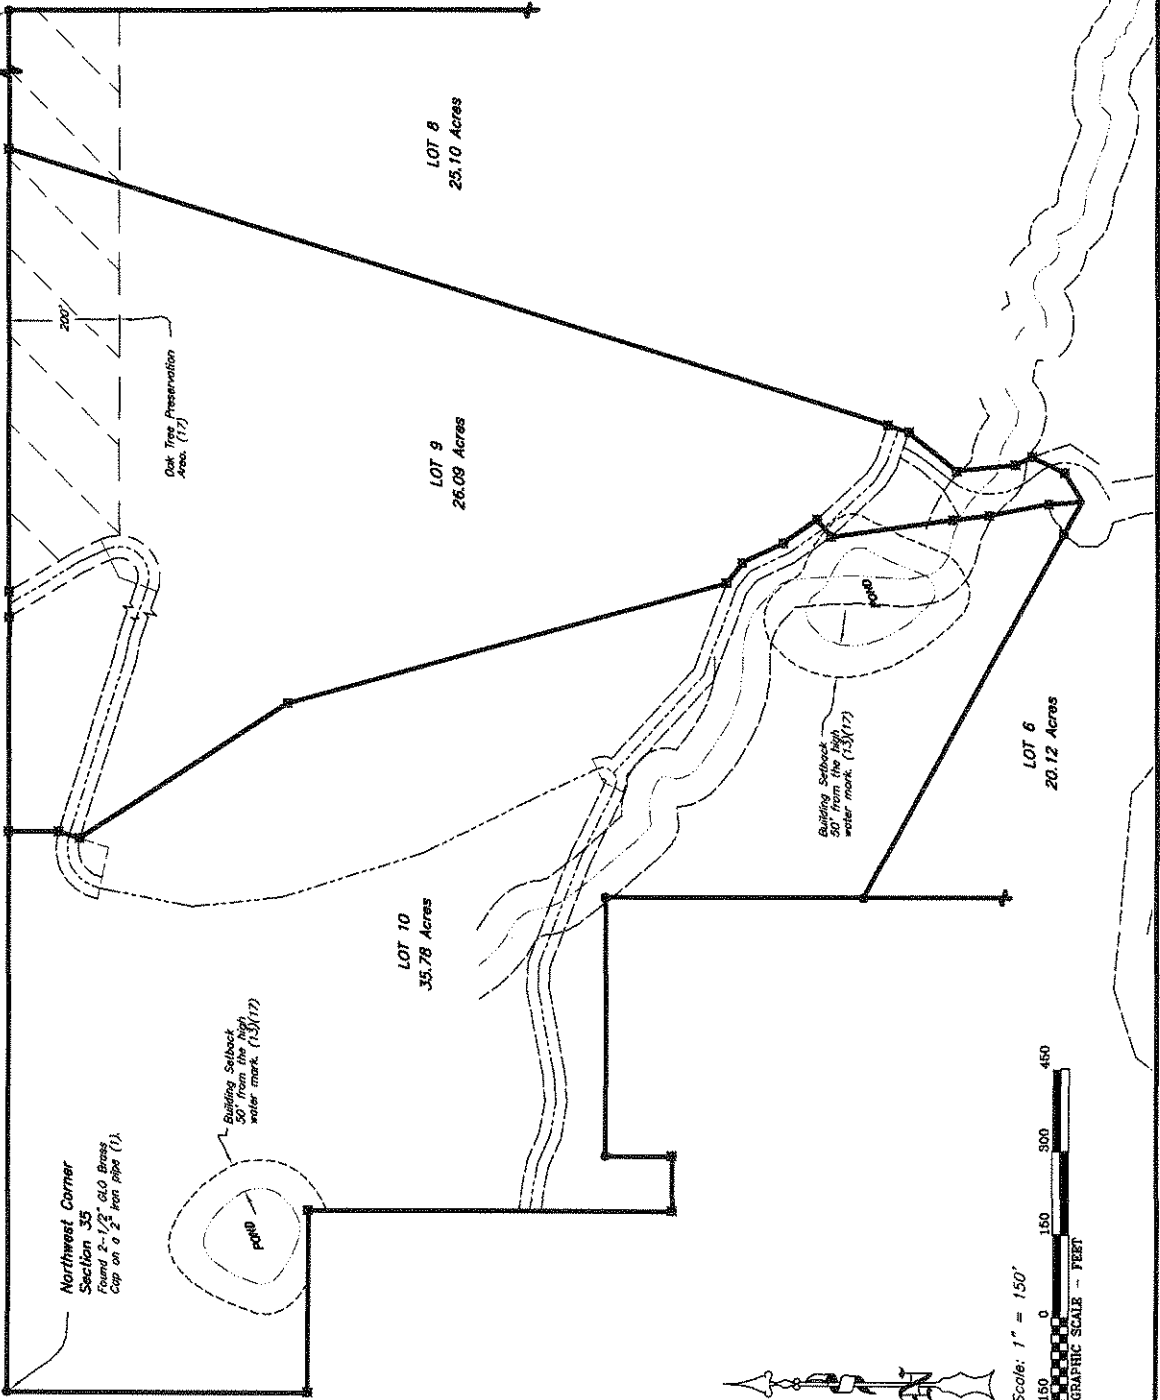 Northwest Corner
Section 35
Found 2-1/2" GLO Brass
Cap on a 2" iron pipe (1).
POND
Building Setback
50' from the high
water mark. (13)(17)
LOT 10
35.78 Acres
Oak Tree Preservation
Area. (17)
200'
LOT 9
26.09 Acres
LOT 8
25.10 Acres
POND
Building Setback
50' from the high
water mark. (13)(17)
LOT 6
20.12 Acres
N
Scale: 1" = 150'
150 0 150 300 450
GRAPHIC SCALE - FEET